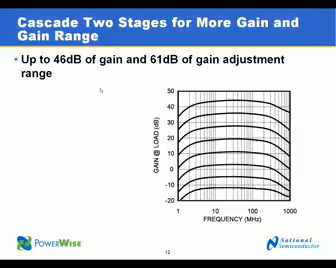 Cascade Two Stages for More Gain and
Gain Range
• Up to 46dB of gain and 61dB of gain adjustment
range
50
40
30
20
10
0
-10
-20
GAIN @ LOAD (dB)
1 10 100 1000
FREQUENCY (MHz)
POWERWISE
12
National
Semiconductor